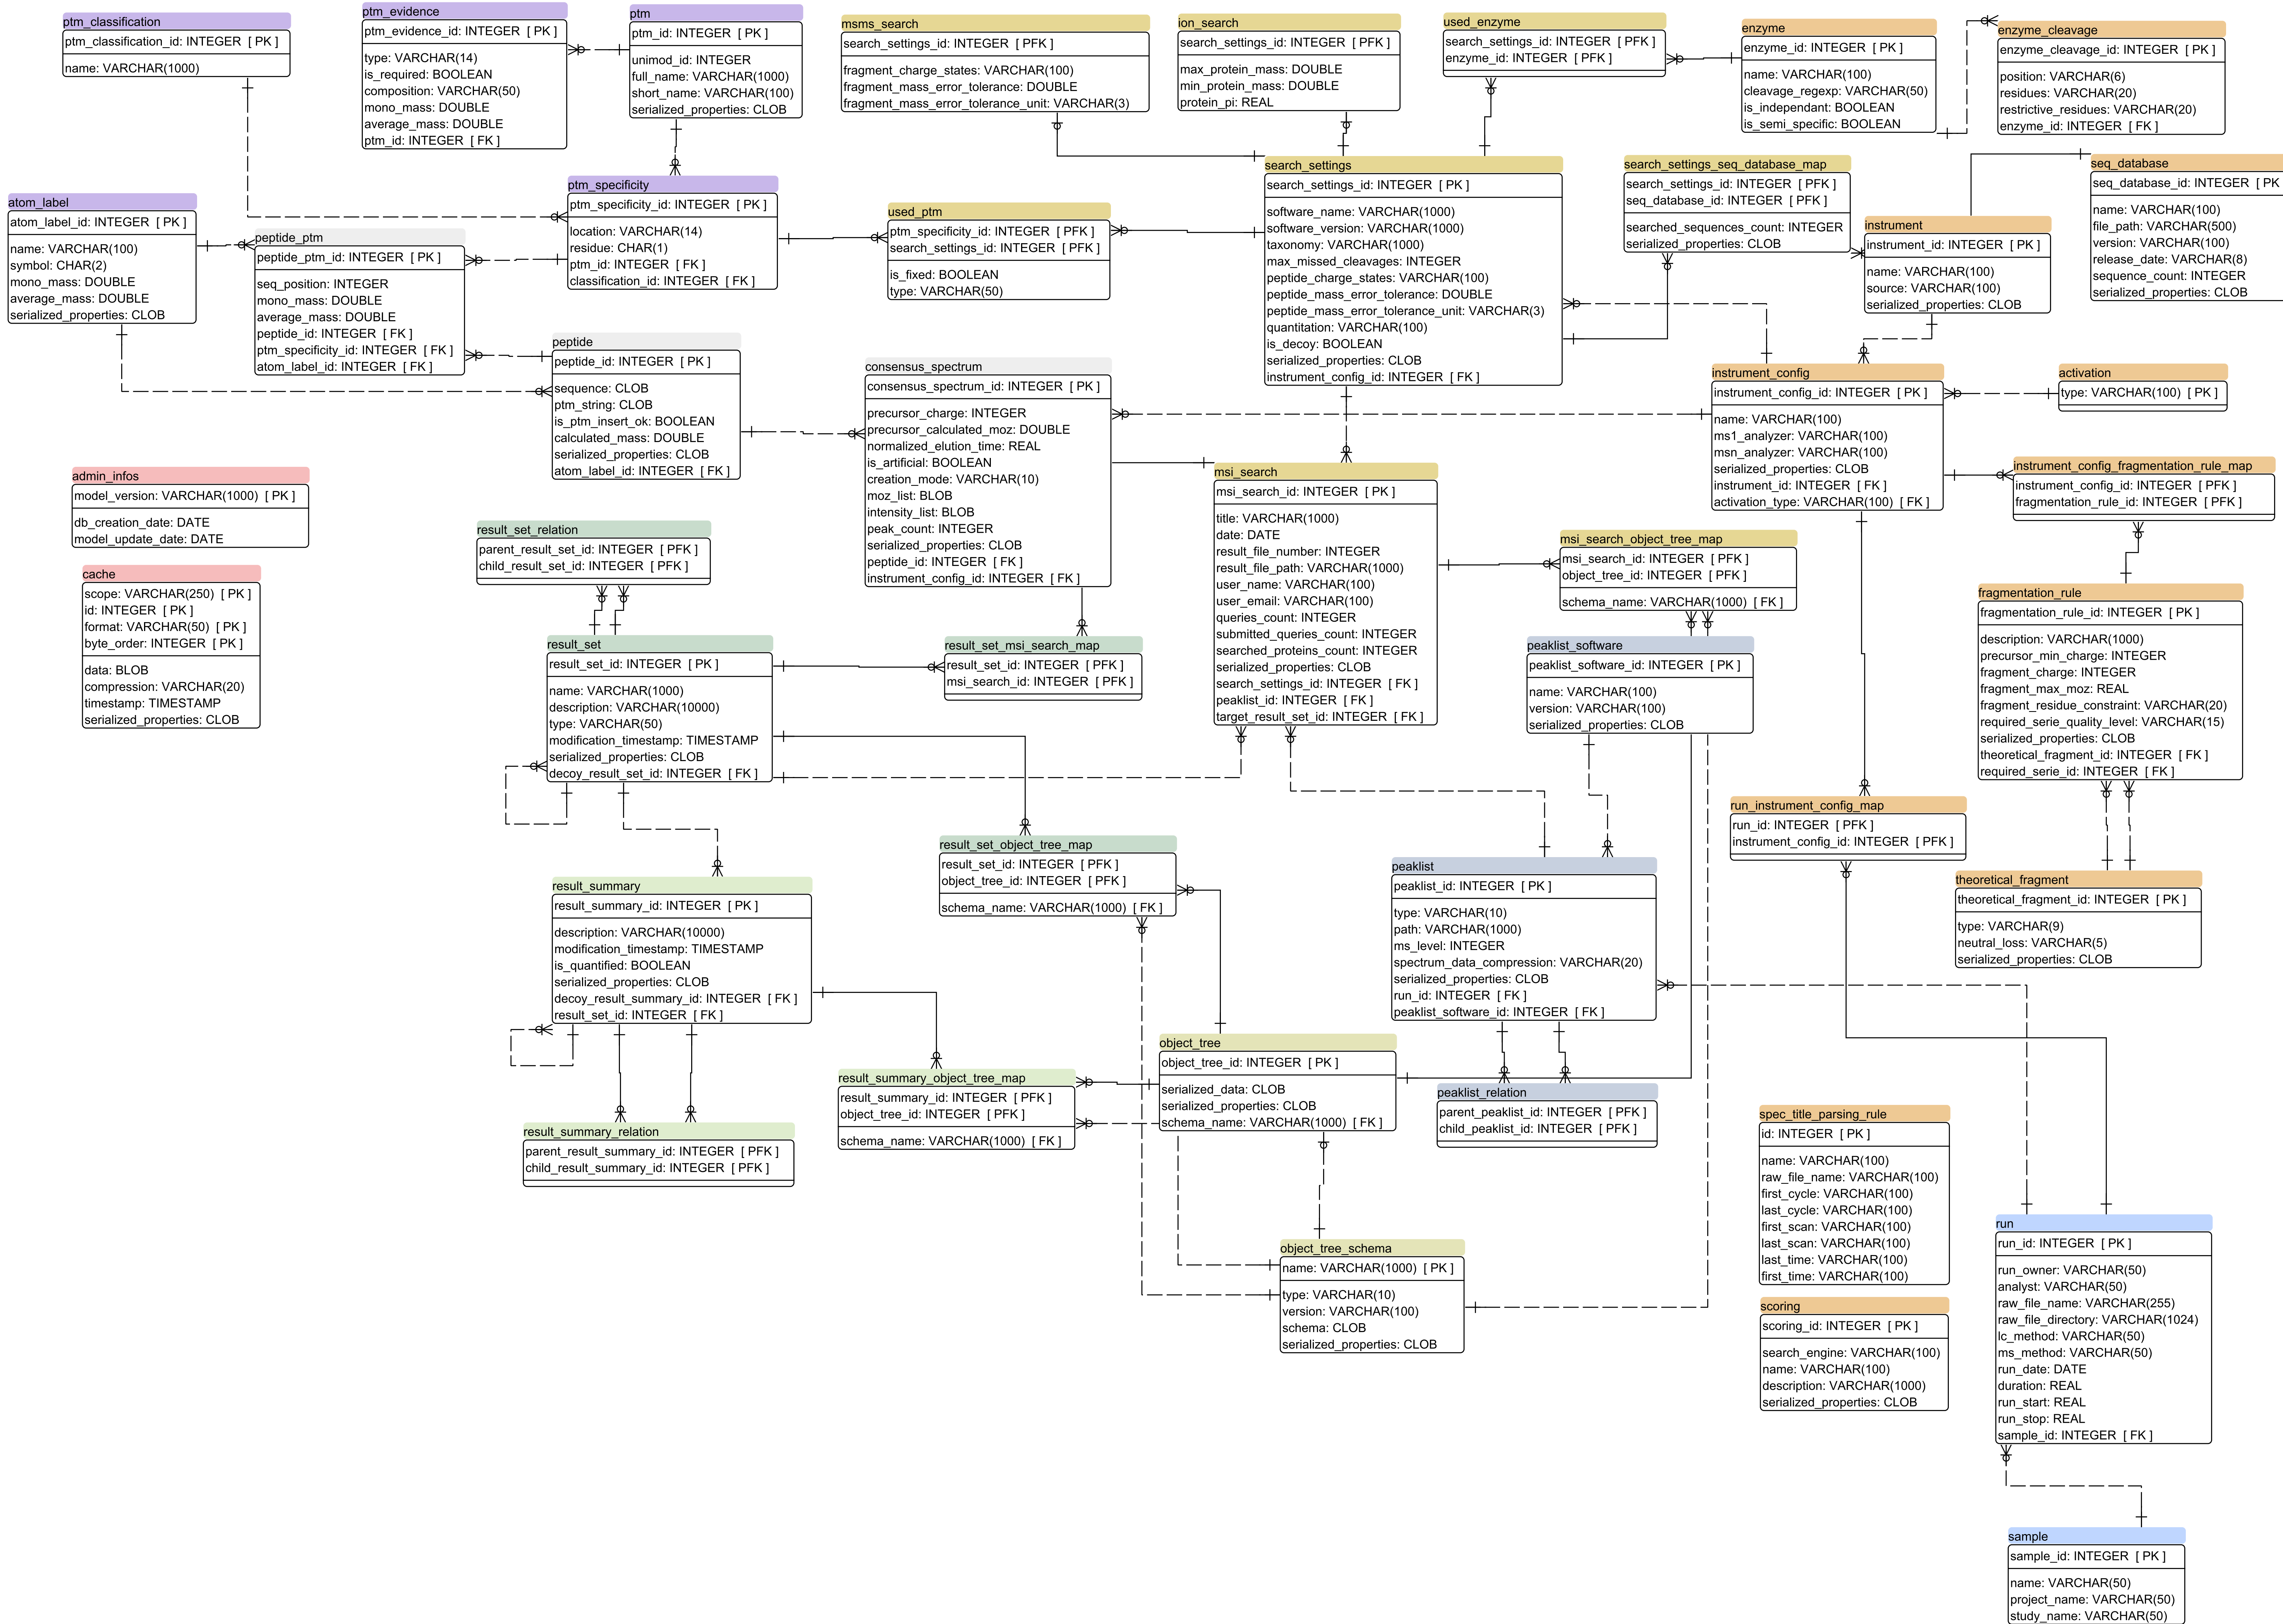 ptm_classification
ptm_classification_id: INTEGER [ PK ]
name: VARCHAR(1000)
ptm_evidence
ptm_evidence_id: INTEGER [ PK ]
type: VARCHAR(14)
is_required: BOOLEAN
composition: VARCHAR(50)
mono_mass: DOUBLE
average_mass: DOUBLE
ptm_id: INTEGER [ FK ]
ptm
ptm_id: INTEGER [ PK ]
unimod_id: INTEGER
full_name: VARCHAR(1000)
short_name: VARCHAR(100)
serialized_properties: CLOB
msms_search
search_settings_id: INTEGER [ PFK ]
fragment_charge_states: VARCHAR(100)
fragment_mass_error_tolerance: DOUBLE
fragment_mass_error_tolerance_unit: VARCHAR(3)
ion_search
search_settings_id: INTEGER [ PFK ]
max_protein_mass: DOUBLE
min_protein_mass: DOUBLE
protein_pi: REAL
used_enzyme
search_settings_id: INTEGER [ PFK ]
enzyme_id: INTEGER [ PFK ]
enzyme
enzyme_id: INTEGER [ PK ]
name: VARCHAR(100)
cleavage_regexp: VARCHAR(50)
is_independant: BOOLEAN
is_semi_specific: BOOLEAN
enzyme_cleavage
enzyme_cleavage_id: INTEGER [ PK ]
position: VARCHAR(6)
residues: VARCHAR(20)
restrictive_residues: VARCHAR(20)
enzyme_id: INTEGER [ FK ]
atom_label
atom_label_id: INTEGER [ PK ]
name: VARCHAR(100)
symbol: CHAR(2)
mono_mass: DOUBLE
average_mass: DOUBLE
serialized_properties: CLOB
peptide_ptm
peptide_ptm_id: INTEGER [ PK ]
seq_position: INTEGER
mono_mass: DOUBLE
average_mass: DOUBLE
peptide_id: INTEGER [ FK ]
ptm_specificity_id: INTEGER [ FK ]
atom_label_id: INTEGER [ FK ]
ptm_specificity
ptm_specificity_id: INTEGER [ PK ]
location: VARCHAR(14)
residue: CHAR(1)
ptm_id: INTEGER [ FK ]
classification_id: INTEGER [ FK ]
used_ptm
ptm_specificity_id: INTEGER [ PFK ]
search_settings_id: INTEGER [ PFK ]
is_fixed: BOOLEAN
type: VARCHAR(50)
search_settings
search_settings_id: INTEGER [ PK ]
software_name: VARCHAR(1000)
software_version: VARCHAR(1000)
taxonomy: VARCHAR(1000)
max_missed_cleavages: INTEGER
peptide_charge_states: VARCHAR(100)
peptide_mass_error_tolerance: DOUBLE
peptide_mass_error_tolerance_unit: VARCHAR(3)
quantitation: VARCHAR(100)
is_decoy: BOOLEAN
serialized_properties: CLOB
instrument_config_id: INTEGER [ FK ]
search_settings_seq_database_map
search_settings_id: INTEGER [ PFK ]
seq_database_id: INTEGER [ PFK ]
searched_sequences_count: INTEGER
serialized_properties: CLOB
instrument
instrument_id: INTEGER [ PK ]
name: VARCHAR(100)
source: VARCHAR(100)
serialized_properties: CLOB
seq_database
seq_database_id: INTEGER [ PK
name: VARCHAR(100)
file_path: VARCHAR(500)
version: VARCHAR(100)
release_date: VARCHAR(8)
sequence_count: INTEGER
serialized_properties: CLOB
peptide
peptide_id: INTEGER [ PK ]
sequence: CLOB
ptm_string: CLOB
is_ptm_insert_ok: BOOLEAN
calculated_mass: DOUBLE
serialized_properties: CLOB
atom_label_id: INTEGER [ FK ]
consensus_spectrum
consensus_spectrum_id: INTEGER [ PK ]
precursor_charge: INTEGER
precursor_calculated_moz: DOUBLE
normalized_elution_time: REAL
is_artificial: BOOLEAN
creation_mode: VARCHAR(10)
moz_list: BLOB
intensity_list: BLOB
peak_count: INTEGER
serialized_properties: CLOB
peptide_id: INTEGER [ FK ]
instrument_config_id: INTEGER [ FK ]
instrument_config
instrument_config_id: INTEGER [ PK ]
name: VARCHAR(100)
ms1_analyzer: VARCHAR(100)
msn_analyzer: VARCHAR(100)
serialized_properties: CLOB
instrument_id: INTEGER [ FK ]
activation_type: VARCHAR(100) [ FK ]
activation
type: VARCHAR(100) [ PK ]
admin_infos
model_version: VARCHAR(1000) [ PK ]
db_creation_date: DATE
model_update_date: DATE
msi_search
msi_search_id: INTEGER [ PK ]
title: VARCHAR(1000)
date: DATE
result_file_number: INTEGER
result_file_path: VARCHAR(1000)
user_name: VARCHAR(100)
user_email: VARCHAR(100)
queries_count: INTEGER
submitted_queries_count: INTEGER
searched_proteins_count: INTEGER
serialized_properties: CLOB
search_settings_id: INTEGER [ FK ]
peaklist_id: INTEGER [ FK ]
target_result_set_id: INTEGER [ FK ]
instrument_config_fragmentation_rule_map
instrument_config_id: INTEGER [ PFK ]
fragmentation_rule_id: INTEGER [ PFK ]
result_set_relation
parent_result_set_id: INTEGER [ PFK ]
child_result_set_id: INTEGER [ PFK ]
msi_search_object_tree_map
msi_search_id: INTEGER [ PFK ]
object_tree_id: INTEGER [ PFK ]
schema_name: VARCHAR(1000) [ FK ]
cache
scope: VARCHAR(250) [ PK ]
id: INTEGER [ PK ]
format: VARCHAR(50) [ PK ]
byte_order: INTEGER [ PK ]
data: BLOB
compression: VARCHAR(20)
timestamp: TIMESTAMP
serialized_properties: CLOB
fragmentation_rule
fragmentation_rule_id: INTEGER [ PK ]
description: VARCHAR(1000)
precursor_min_charge: INTEGER
fragment_charge: INTEGER
fragment_max_moz: REAL
fragment_residue_constraint: VARCHAR(20)
required_serie_quality_level: VARCHAR(15)
serialized_properties: CLOB
theoretical_fragment_id: INTEGER [ FK ]
required_serie_id: INTEGER [ FK ]
result_set
result_set_id: INTEGER [ PK ]
name: VARCHAR(1000)
description: VARCHAR(10000)
type: VARCHAR(50)
modification_timestamp: TIMESTAMP
serialized_properties: CLOB
decoy_result_set_id: INTEGER [ FK ]
result_set_msi_search_map
result_set_id: INTEGER [ PFK ]
msi_search_id: INTEGER [ PFK ]
peaklist_software
peaklist_software_id: INTEGER [ PK ]
name: VARCHAR(100)
version: VARCHAR(100)
serialized_properties: CLOB
run_instrument_config_map
run_id: INTEGER [ PFK ]
instrument_config_id: INTEGER [ PFK ]
result_set_object_tree_map
result_set_id: INTEGER [ PFK ]
object_tree_id: INTEGER [ PFK ]
schema_name: VARCHAR(1000) [ FK ]
peaklist
peaklist_id: INTEGER [ PK ]
type: VARCHAR(10)
path: VARCHAR(1000)
ms_level: INTEGER
spectrum_data_compression: VARCHAR(20)
serialized_properties: CLOB
run_id: INTEGER [ FK ]
peaklist_software_id: INTEGER [ FK ]
theoretical_fragment
theoretical_fragment_id: INTEGER [ PK ]
type: VARCHAR(9)
neutral_loss: VARCHAR(5)
serialized_properties: CLOB
result_summary
result_summary_id: INTEGER [ PK ]
description: VARCHAR(10000)
modification_timestamp: TIMESTAMP
is_quantified: BOOLEAN
serialized_properties: CLOB
decoy_result_summary_id: INTEGER [ FK ]
result_set_id: INTEGER [ FK ]
object_tree
object_tree_id: INTEGER [ PK ]
serialized_data: CLOB
serialized_properties: CLOB
schema_name: VARCHAR(1000) [ FK ]
result_summary_object_tree_map
result_summary_id: INTEGER [ PFK ]
object_tree_id: INTEGER [ PFK ]
schema_name: VARCHAR(1000) [ FK ]
peaklist_relation
parent_peaklist_id: INTEGER [ PFK ]
child_peaklist_id: INTEGER [ PFK ]
result_summary_relation
parent_result_summary_id: INTEGER [ PFK ]
child_result_summary_id: INTEGER [ PFK ]
spec_title_parsing_rule
id: INTEGER [ PK ]
name: VARCHAR(100)
raw_file_name: VARCHAR(100)
first_cycle: VARCHAR(100)
last_cycle: VARCHAR(100)
first_scan: VARCHAR(100)
last_scan: VARCHAR(100)
last_time: VARCHAR(100)
first_time: VARCHAR(100)
object_tree_schema
name: VARCHAR(1000) [ PK ]
type: VARCHAR(10)
version: VARCHAR(100)
schema: CLOB
serialized_properties: CLOB
run
run_id: INTEGER [ PK ]
run_owner: VARCHAR(50)
analyst: VARCHAR(50)
raw_file_name: VARCHAR(255)
raw_file_directory: VARCHAR(1024)
lc_method: VARCHAR(50)
ms_method: VARCHAR(50)
run_date: DATE
duration: REAL
run_start: REAL
run_stop: REAL
sample_id: INTEGER [ FK ]
scoring
scoring_id: INTEGER [ PK ]
search_engine: VARCHAR(100)
name: VARCHAR(100)
description: VARCHAR(1000)
serialized_properties: CLOB
sample
sample_id: INTEGER [ PK ]
name: VARCHAR(50)
project_name: VARCHAR(50)
study_name: VARCHAR(50)